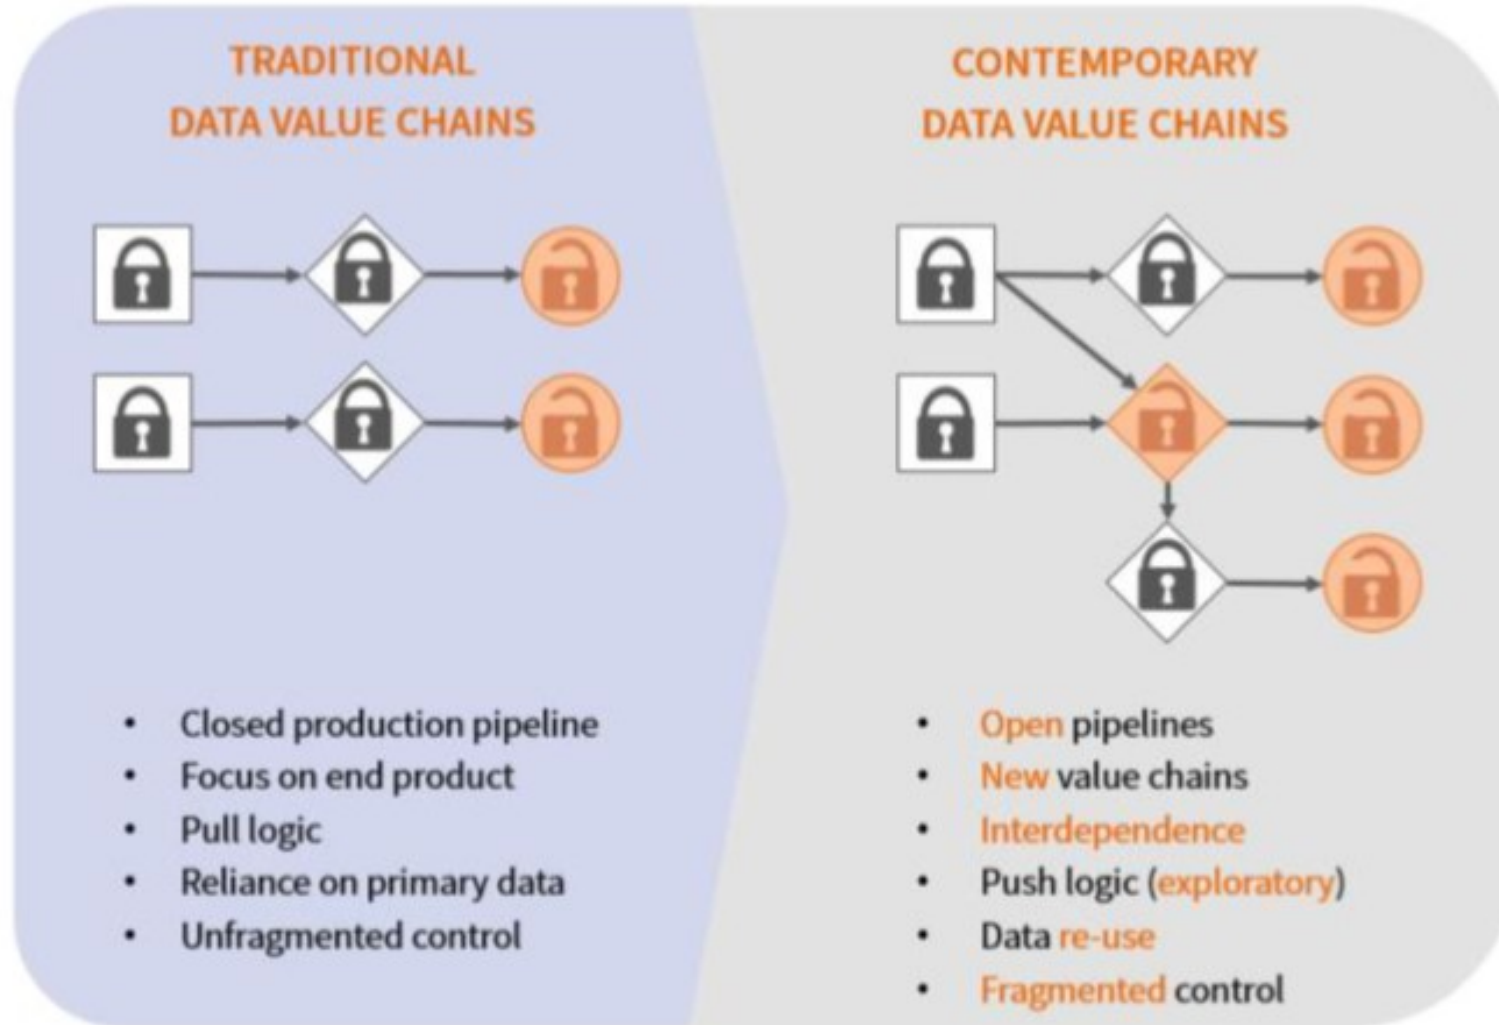 TRADITIONAL
DATA VALUE CHAINS
• Closed production pipeline
• Focus on end product
• Pull logic
• Reliance on primary data
• Unfragmented control
CONTEMPORARY
DATA VALUE CHAINS
• Open pipelines
• New value chains
• Interdependence
• Push logic (exploratory)
• Data re-use
• Fragmented control